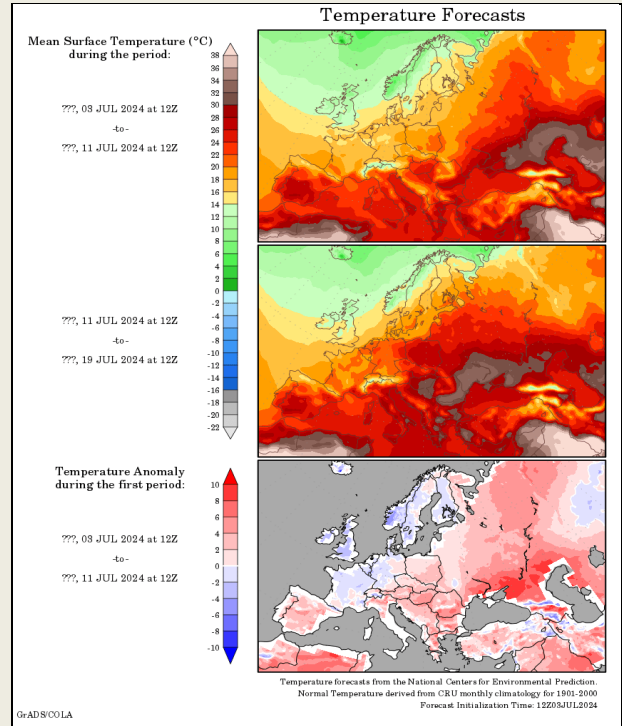 Temperature Forecasts
Mean Surface Temperature (°C)
during the period:
???, 03 JUL 2024 at 12Z
-to-
???, 11 JUL 2024 at 12Z
38
36
34
32
30
28
26
24
22
20
18
16
14
12
10
8
6
4
2
0
-2
-4
-6
-8
-10
-12
-14
-16
-18
-20
-22
???, 11 JUL 2024 at 12Z
-to-
???, 19 JUL 2024 at 12Z
Temperature Anomaly
during the first period:
???, 03 JUL 2024 at 12Z
-to-
???, 11 JUL 2024 at 12Z
10
8
6
4
2
0
-2
-4
-6
-8
-10
Temperature forecasts from the National Centers for Environmental Prediction.
Normal Temperature derived from CRU monthly climatology for 1901-2000
Forecast Initialization Time: 12Z03JUL2024
GrADS/COLA